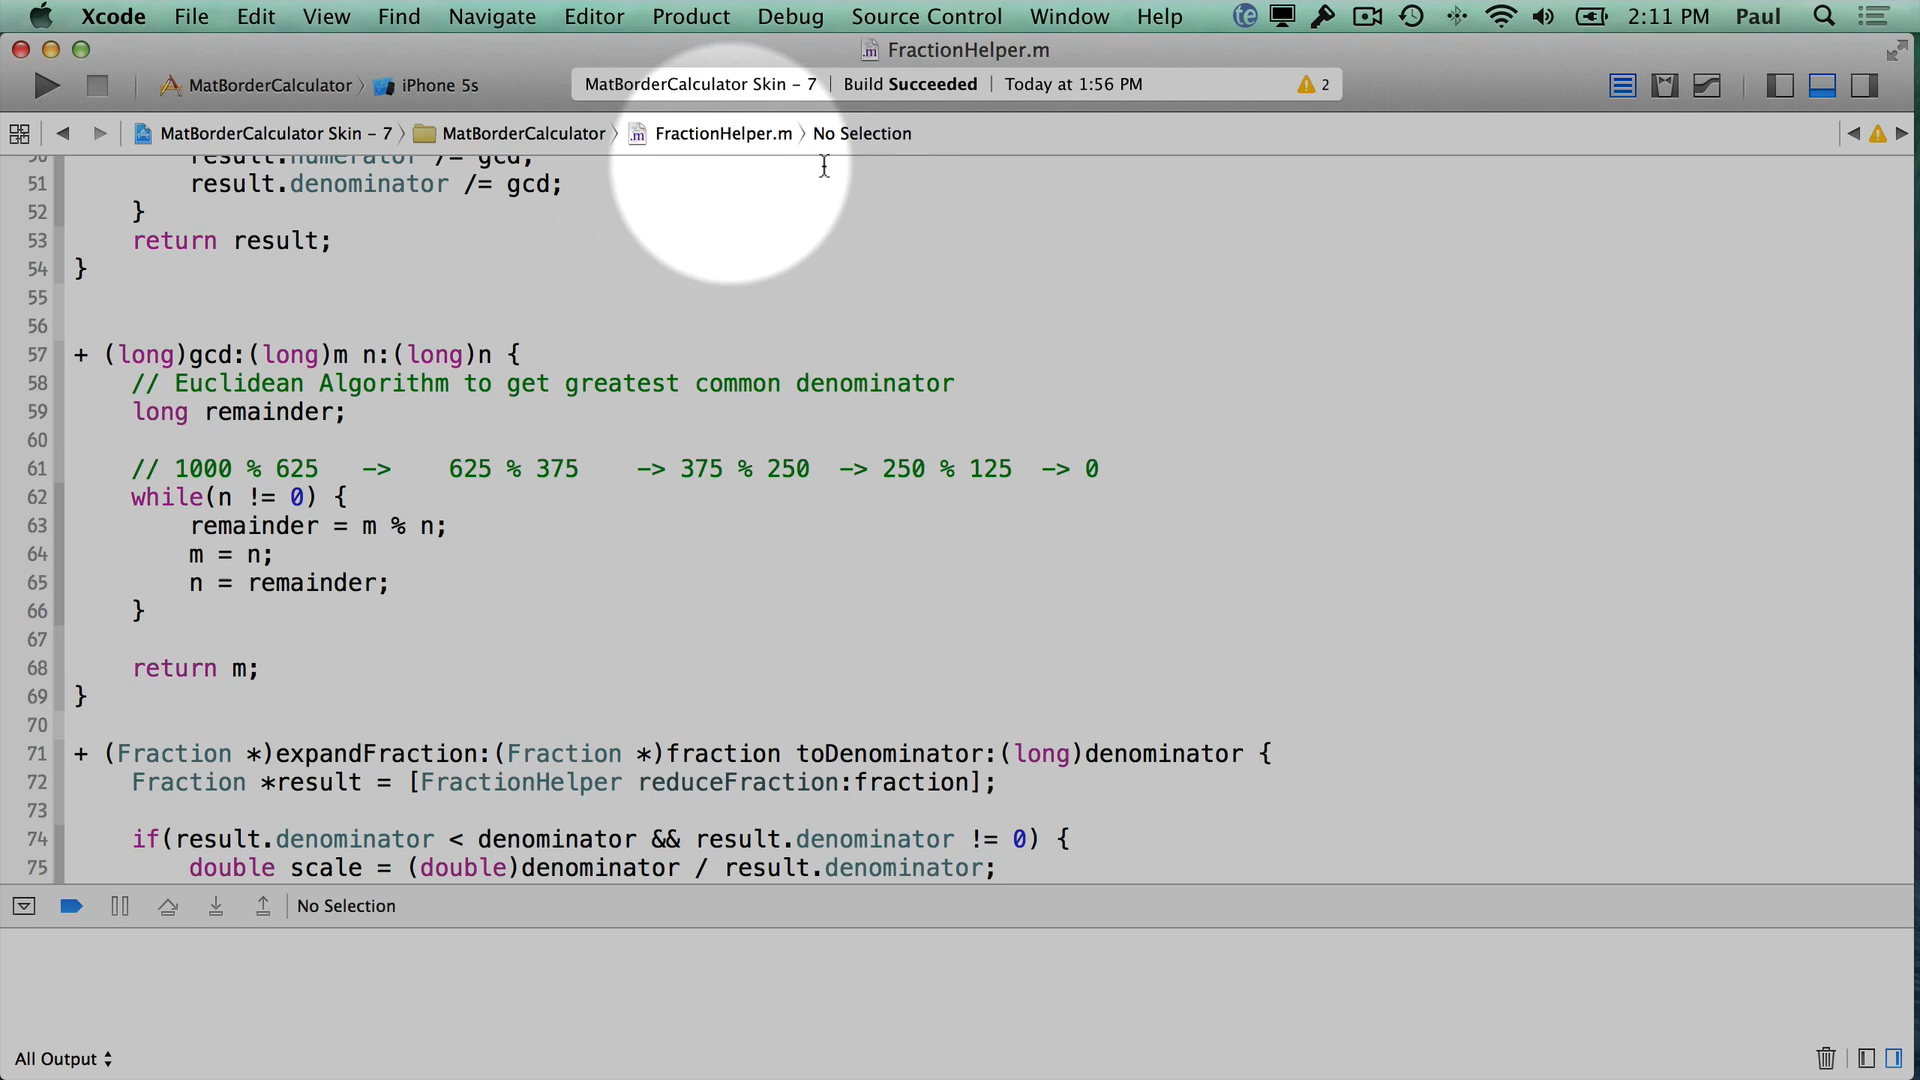 Xcode File Edit View Find Navigate Editor Product Debug Source Control Window Help te 2:11 PM Paul
.m FractionHelper.m
MatBorderCalculator 〉 iPhone 5s MatBorderCalculator Skin – 7 | Build Succeeded | Today at 1:56 PM 2
MatBorderCalculator Skin – 7 〉 MatBorderCalculator 〉 .m FractionHelper.m 〉 No Selection
50 result.numerator /= gcd;
51 result.denominator /= gcd;
52 }
53 return result;
54 }
55
56
57 + (long)gcd:(long)m n:(long)n {
58 // Euclidean Algorithm to get greatest common denominator
59 long remainder;
60
61 // 1000 % 625 -> 625 % 375 -> 375 % 250 -> 250 % 125 -> 0
62 while(n != 0) {
63 remainder = m % n;
64 m = n;
65 n = remainder;
66 }
67
68 return m;
69 }
70
71 + (Fraction *)expandFraction:(Fraction *)fraction toDenominator:(long)denominator {
72 Fraction *result = [FractionHelper reduceFraction:fraction];
73
74 if(result.denominator < denominator && result.denominator != 0) {
75 double scale = (double)denominator / result.denominator;
No Selection
All Output